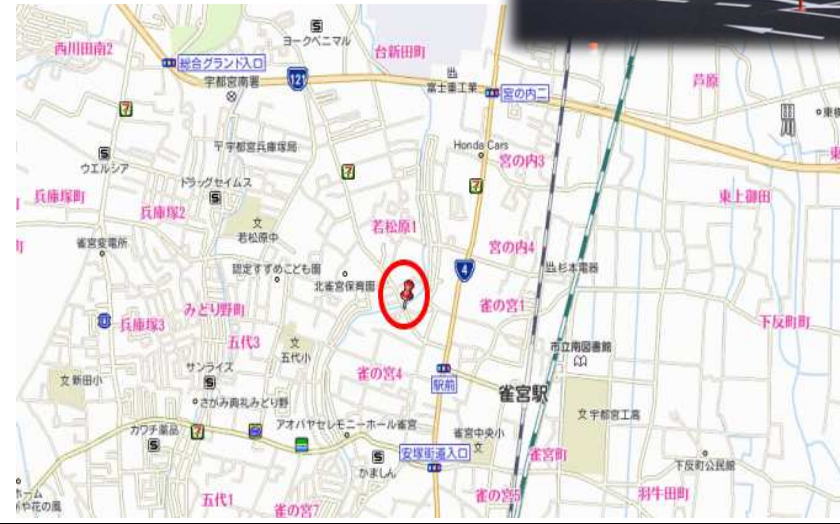 ヨークベニマル
西川田南2
台新田町
総合グランド入口
宇都宮南署
121
富士重工業
宮の内二
芦原
Honda Cars
宮の内3
〒宇都宮兵庫塚局
ウエルシア
ドラッグセイムス
兵庫塚町
兵庫塚2
東上御田
文
若松原中
若松原1
雀宮変電所
認定すずめこども園
北雀宮保育園
宮の内4
4
杉本電器
みどり野町
雀の宮1
兵庫塚3
五代3
文
五代小
下反町町
市立南図書館
サンライズ
雀の宮4
駅前
雀宮駅
文新田小
さがみ典礼みどり野
文宇都宮工高
カワチ薬品
アオバヤセレモニーホール雀宮
雀宮中央小
文
安塚街道入口
雀宮町
かましん
下反町公民館
ホーム
や花の風
五代1
雀の宮7
雀の宮5
羽牛田町